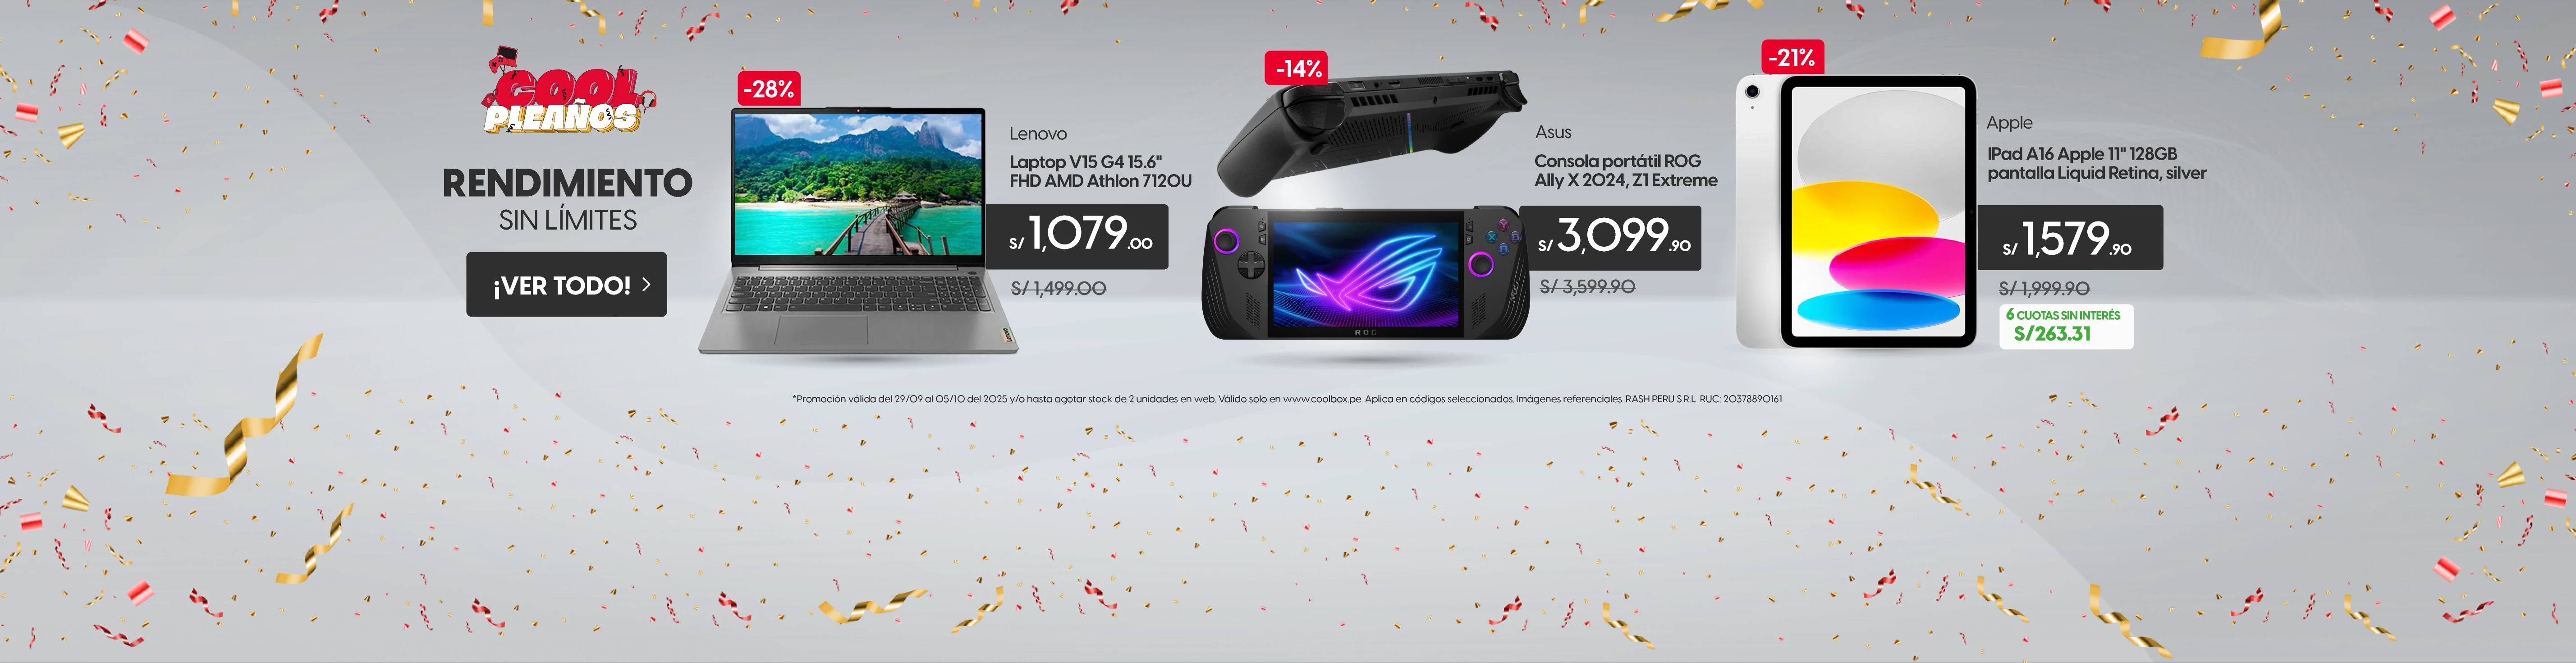 COOL
PLEAÑOS
RENDIMIENTO
SIN LÍMITES
¡VER TODO! >
-28%
Lenovo
Laptop V15 G4 15.6"
FHD AMD Athlon 7120U
S/ 1,079.00
S/ 1,499.00
Lenovo
-14%
Asus
Consola portátil ROG
Ally X 2024, Z1 Extreme
S/ 3,099.90
S/ 3,599.90
ROG
-21%
Apple
IPad A16 Apple 11" 128GB
pantalla Liquid Retina, silver
S/ 1,579.90
S/ 1,999.90
6 CUOTAS SIN INTERÉS
S/263.31
*Promoción válida del 29/09 al 05/10 del 2025 y/o hasta agotar stock de 2 unidades en web. Válido solo en www.coolbox.pe. Aplica en códigos seleccionados. Imágenes referenciales. RASH PERU S.R.L. RUC: 20378890161.